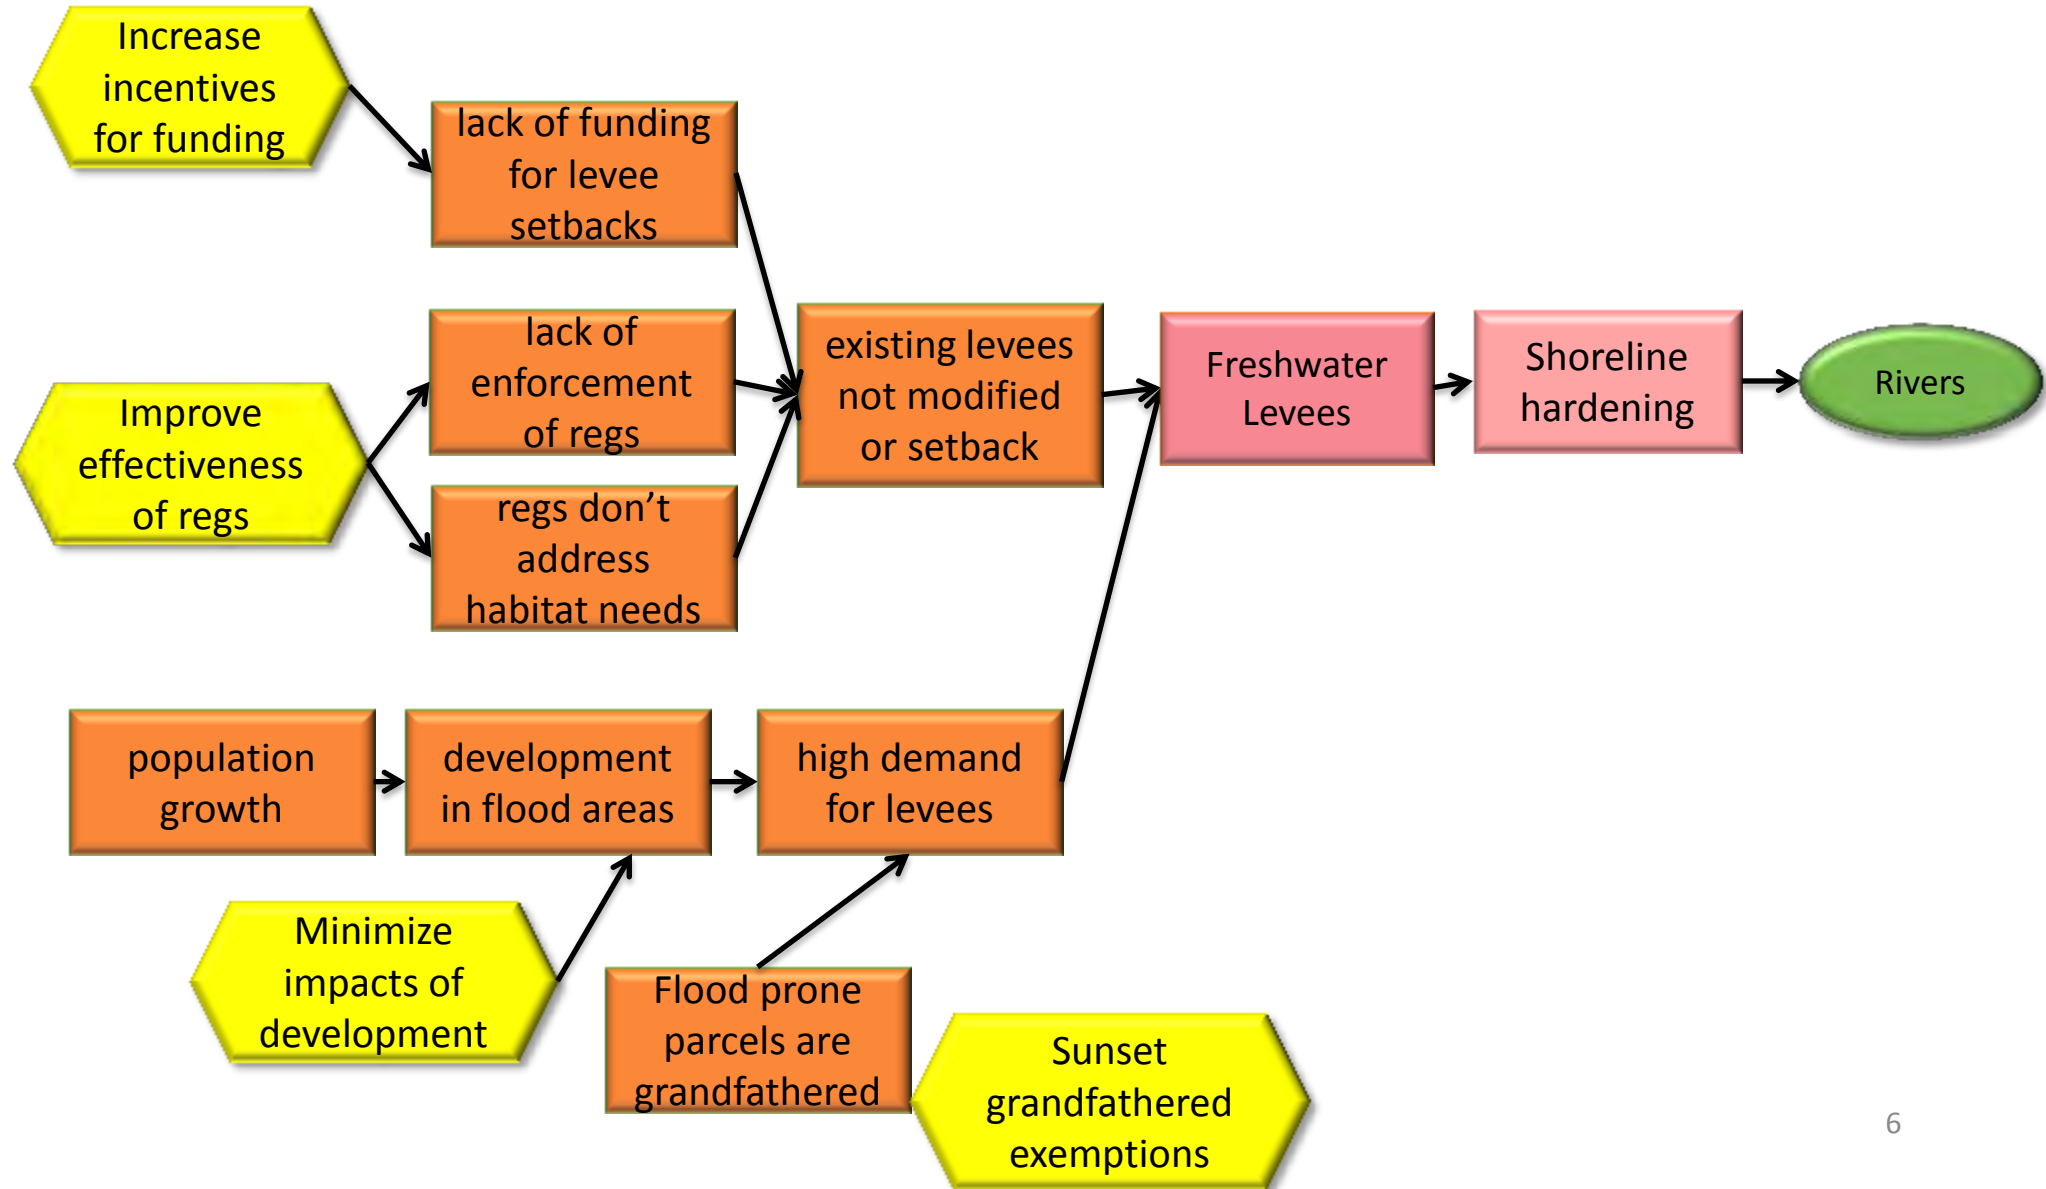 Increase
incentives
for funding
lack of funding
for levee
setbacks
lack of
enforcement
of regs
existing levees
not modified
or setback
Freshwater
Levees
Shoreline
hardening
Rivers
Improve
effectiveness
of regs
regs don’t
address
habitat needs
population
growth
development
in flood areas
high demand
for levees
Minimize
impacts of
development
Flood prone
parcels are
grandfathered
Sunset
grandfathered
exemptions
6